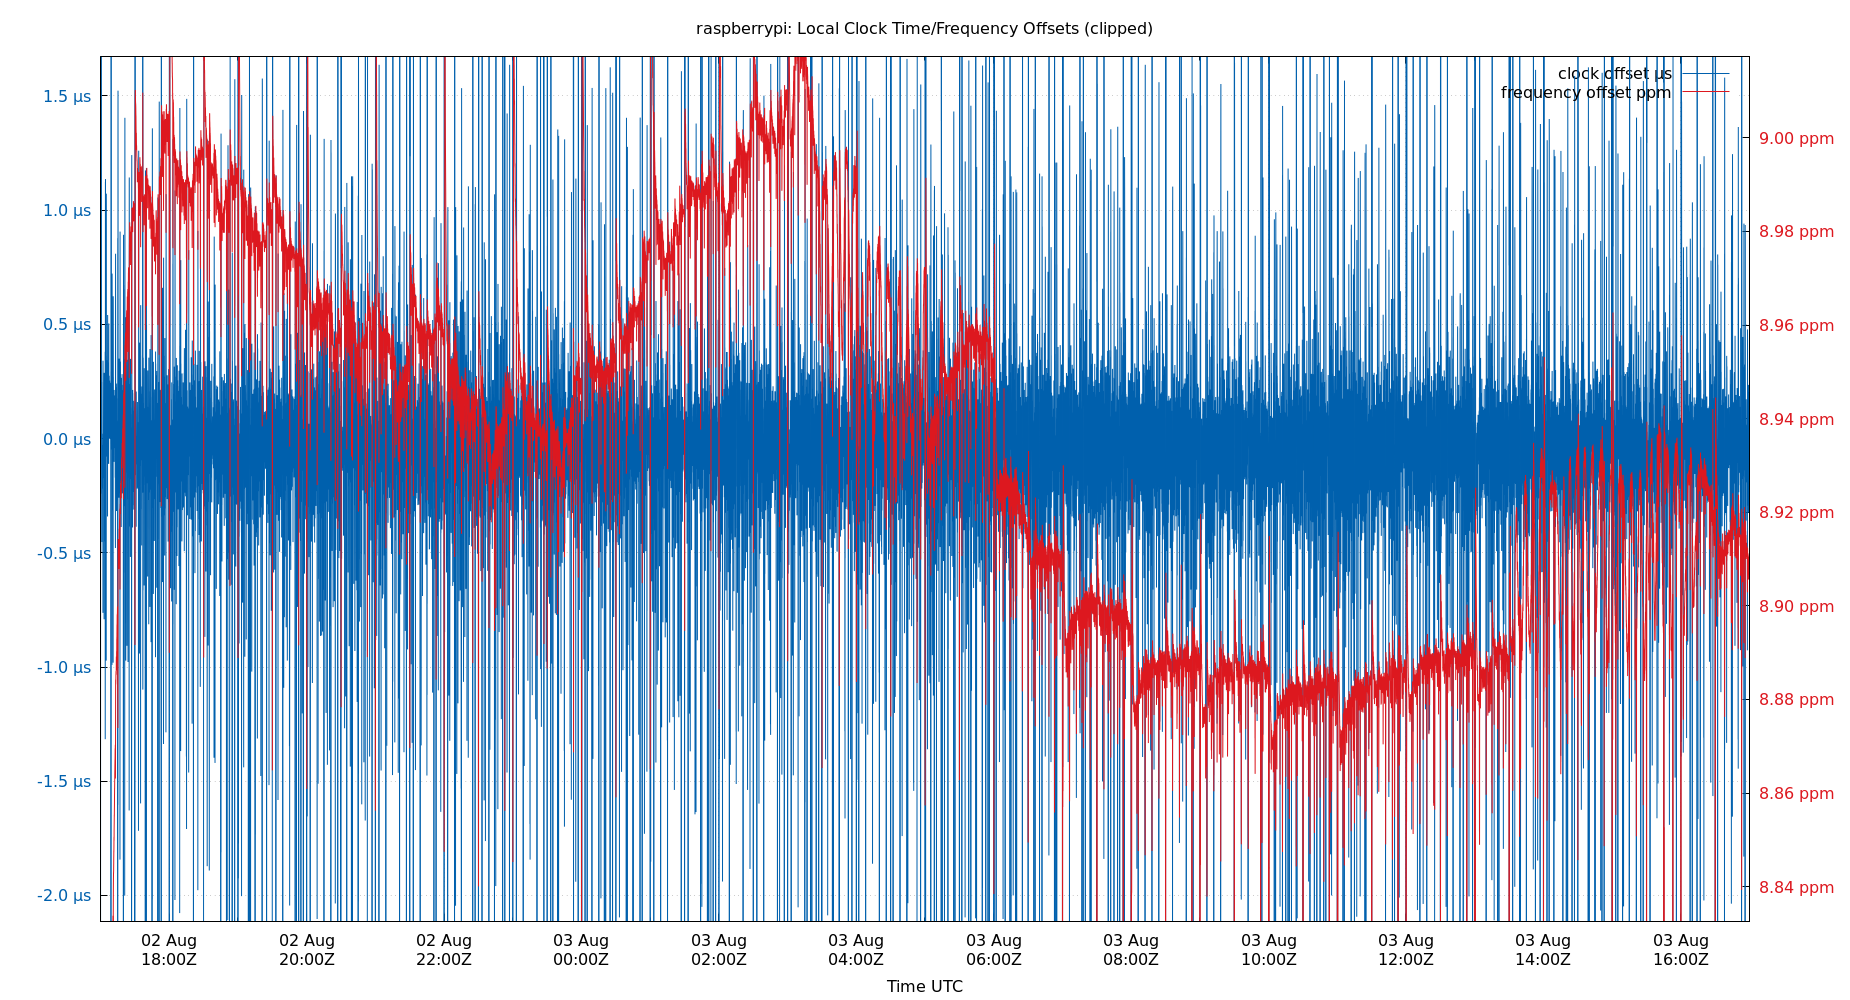 raspberrypi: Local Clock Time/Frequency Offsets (clipped)
clock offset µs
frequency offset ppm
1.5 µs
1.0 µs
0.5 µs
0.0 µs
-0.5 µs
-1.0 µs
-1.5 µs
-2.0 µs
9.00 ppm
8.98 ppm
8.96 ppm
8.94 ppm
8.92 ppm
8.90 ppm
8.88 ppm
8.86 ppm
8.84 ppm
02 Aug 02 Aug 02 Aug 03 Aug 03 Aug 03 Aug 03 Aug 03 Aug 03 Aug 03 Aug 03 Aug 03 Aug
18:00Z 20:00Z 22:00Z 00:00Z 02:00Z 04:00Z 06:00Z 08:00Z 10:00Z 12:00Z 14:00Z 16:00Z
Time UTC